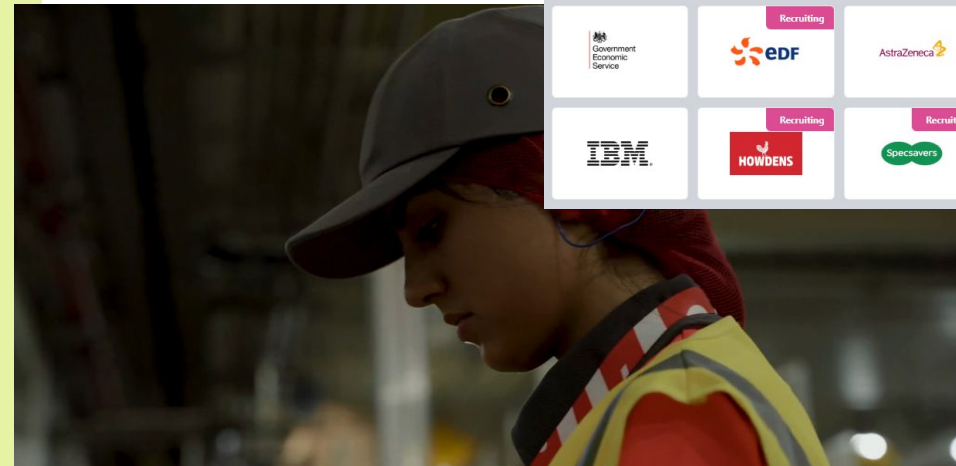 Recruiting
Government
Economic
Service
eDF
AstraZeneca
Recruiting
IBM.
HOWDENS
Specsavers